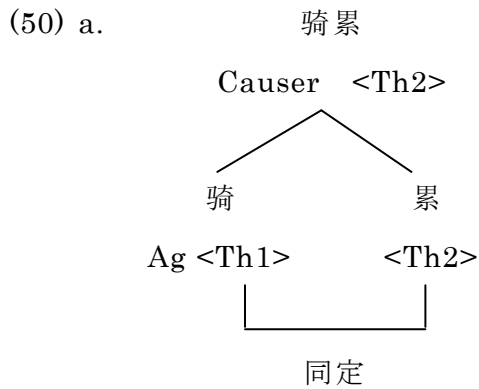 (50) a. 骑累
Causer <Th2>
骑 累
Ag <Th1> <Th2>
同定